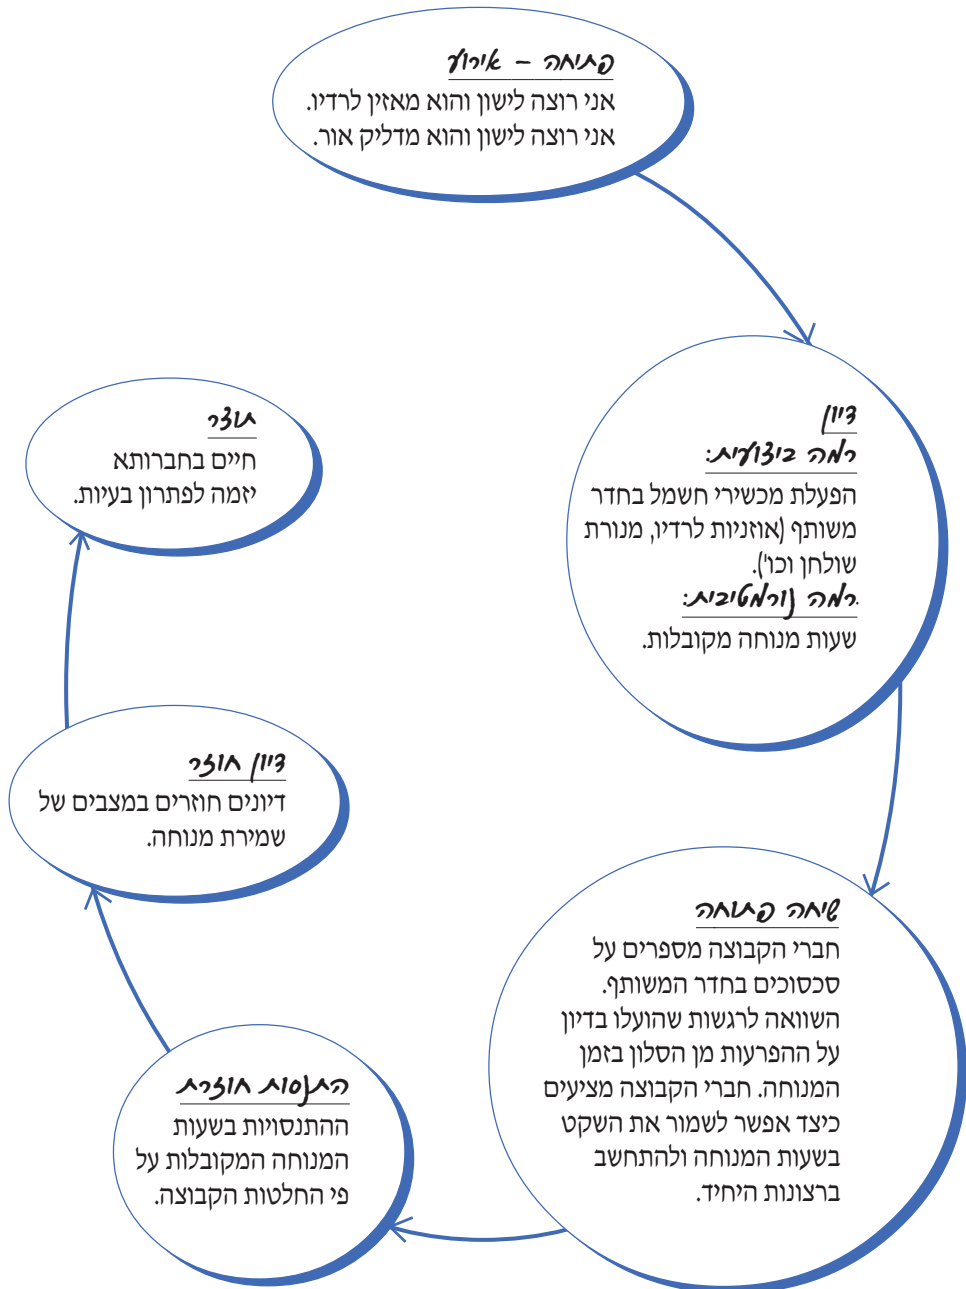 פתיחה – אירוע
אני רוצה לישון והוא מאזין לרדיו.
אני רוצה לישון והוא מדליק אור.
דיון
רמה ביצועית:
הפעלת מכשירי חשמל בחדר
משותף (אוזניות לרדיו, מנורת
שולחן וכו').
רמה נורמטיבית:
שעות מנוחה מקובלות.
שיחה פתוחה
חברי הקבוצה מספרים על
סכסוכים בחדר המשותף.
השוואה לרגשות שהועלו בדיון
על ההפרעות מן הסלון בזמן
המנוחה. חברי הקבוצה מציעים
כיצד אפשר לשמור את השקט
בשעות המנוחה ולהתחשב
ברצונות היחיד.
התנסות חוזרת
ההתנסויות בשעות
המנוחה המקובלות על
פי החלטות הקבוצה.
דיון חוזר
דיונים חוזרים במצבים של
שמירת מנוחה.
תוצר
חיים בחברותא
יזמה לפתרון בעיות.